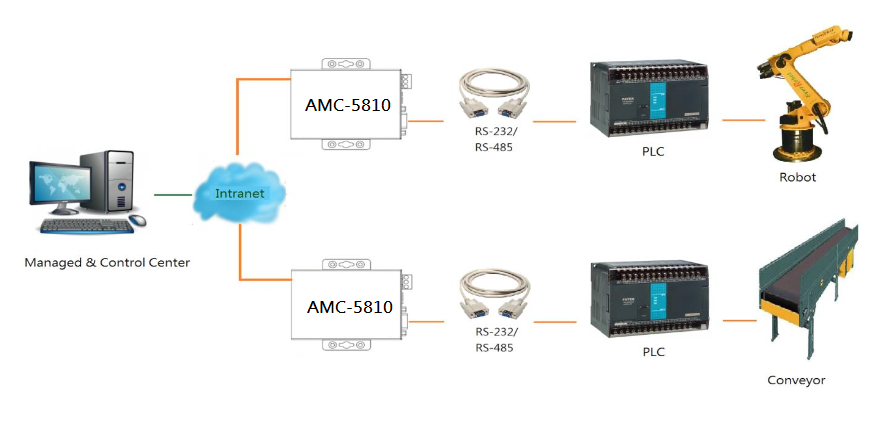 AMC-5810
RS-232/
RS-485
PLC
Robot
Intranet
Managed & Control Center
AMC-5810
RS-232/
RS-485
PLC
Conveyor